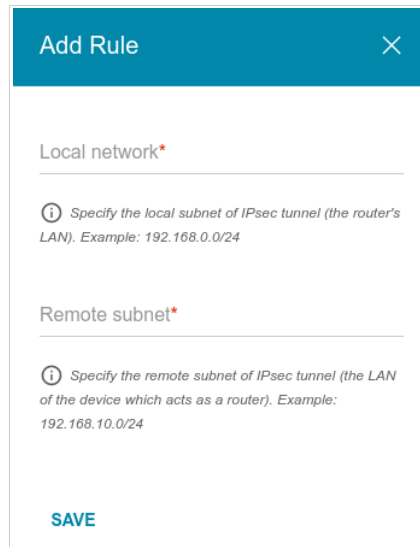 Add Rule
Local network*
Specify the local subnet of IPsec tunnel (the router's
LAN). Example: 192.168.0.0/24
Remote subnet*
Specify the remote subnet of IPsec tunnel (the LAN
of the device which acts as a router). Example:
192.168.10.0/24
SAVE